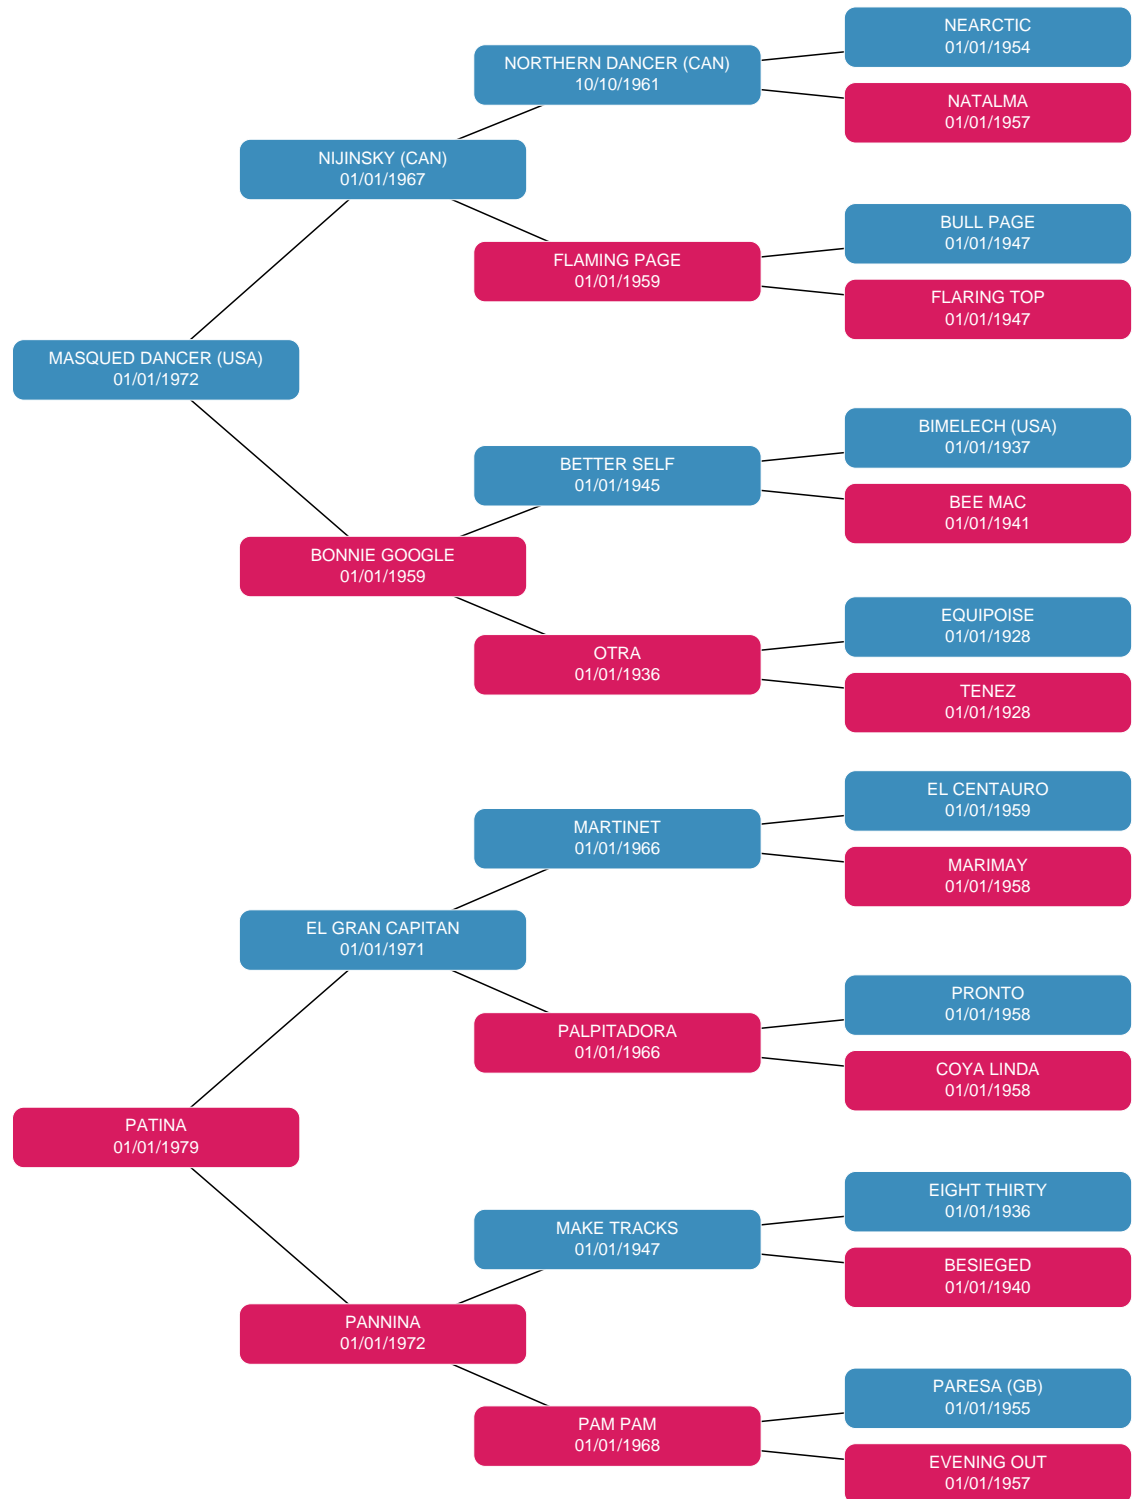 NEARCTIC
01/01/1954
NORTHERN DANCER (CAN)
10/10/1961
NATALMA
01/01/1957
NIJINSKY (CAN)
01/01/1967
BULL PAGE
01/01/1947
FLAMING PAGE
01/01/1959
FLARING TOP
01/01/1947
MASQUED DANCER (USA)
01/01/1972
BIMELECH (USA)
01/01/1937
BETTER SELF
01/01/1945
BEE MAC
01/01/1941
BONNIE GOOGLE
01/01/1959
EQUIPOISE
01/01/1928
OTRA
01/01/1936
TENEZ
01/01/1928
EL CENTAURO
01/01/1959
MARTINET
01/01/1966
MARIMAY
01/01/1958
EL GRAN CAPITAN
01/01/1971
PRONTO
01/01/1958
PALPITADORA
01/01/1966
COYA LINDA
01/01/1958
PATINA
01/01/1979
EIGHT THIRTY
01/01/1936
MAKE TRACKS
01/01/1947
BESIEGED
01/01/1940
PANNINA
01/01/1972
PARESA (GB)
01/01/1955
PAM PAM
01/01/1968
EVENING OUT
01/01/1957